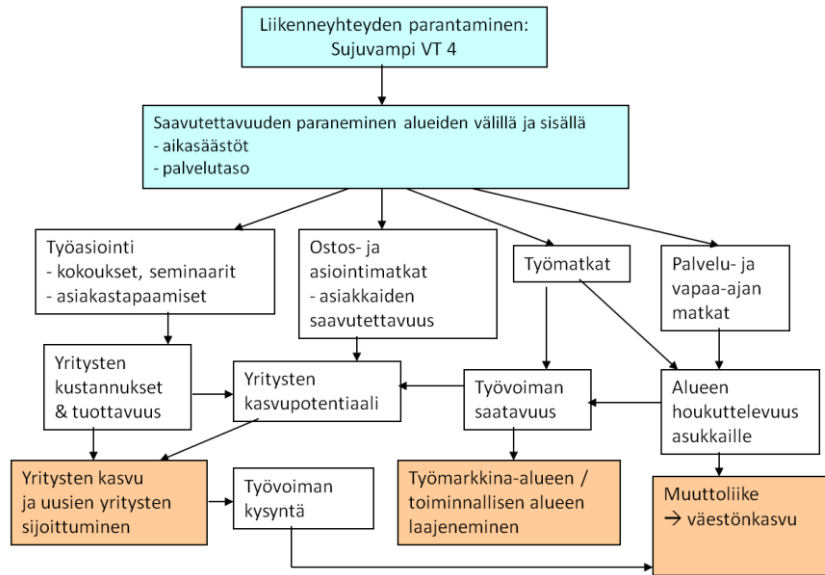 Liikenneyhteyden parantaminen:
Sujuvampi VT 4
Saavutettavuuden paraneminen alueiden välillä ja sisällä
- aikasäästöt
- palvelutaso
Työasiointi
- kokoukset, seminaarit
- asiakastapaamiset
Ostos- ja
asiointimatkat
- asiakkaiden
saavutettavuus
Työmatkat
Palvelu- ja
vapaa-ajan
matkat
Yritysten
kustannukset
& tuottavuus
Yritysten
kasvupotentiaali
Työvoiman
saatavuus
Alueen
houkuttelevuus
asukkaille
Yritysten kasvu
ja uusien yritysten
sijoittuminen
Työvoiman
kysyntä
Työmarkkina-alueen /
toiminnallisen alueen
laajeneminen
Muuttoliike
→ väestönkasvu